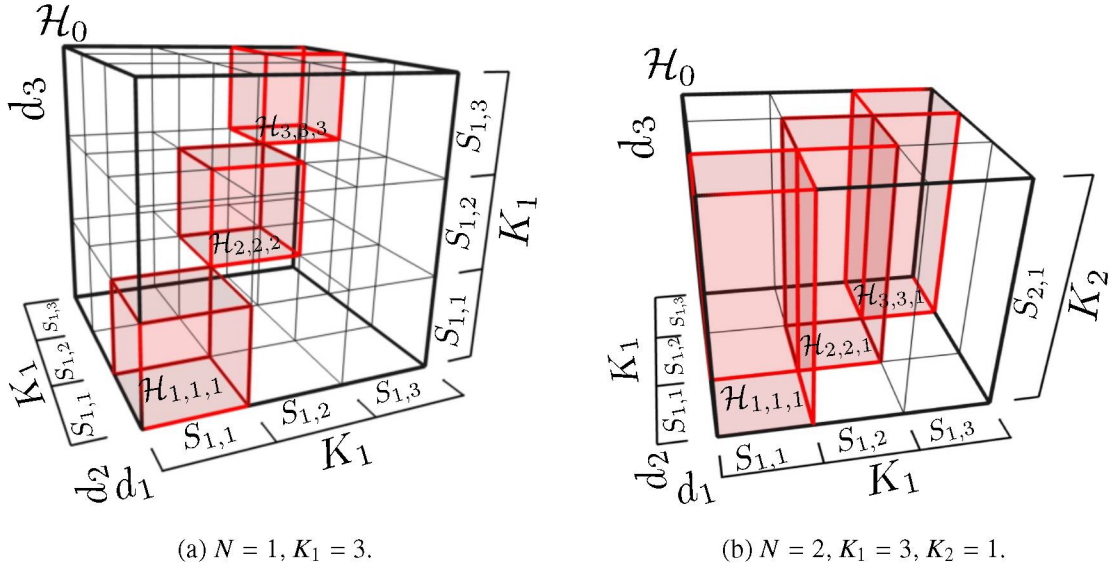 𝓗₀
d₃
K₁
S₁,₃
S₁,₂
S₁,₁
𝓗₃,₃,₃
𝓗₂,₂,₂
𝓗₁,₁,₁
K₁
S₁,₃
S₁,₂
S₁,₁
d₂
d₁
S₁,₁
S₁,₂
S₁,₃
K₁
(a) N = 1, K₁ = 3.
𝓗₀
d₃
K₂
S₂,₁
𝓗₃,₃,₁
𝓗₂,₂,₁
𝓗₁,₁,₁
K₁
S₁,₃
S₁,₂
S₁,₁
d₂
d₁
S₁,₁
S₁,₂
S₁,₃
K₁
(b) N = 2, K₁ = 3, K₂ = 1.